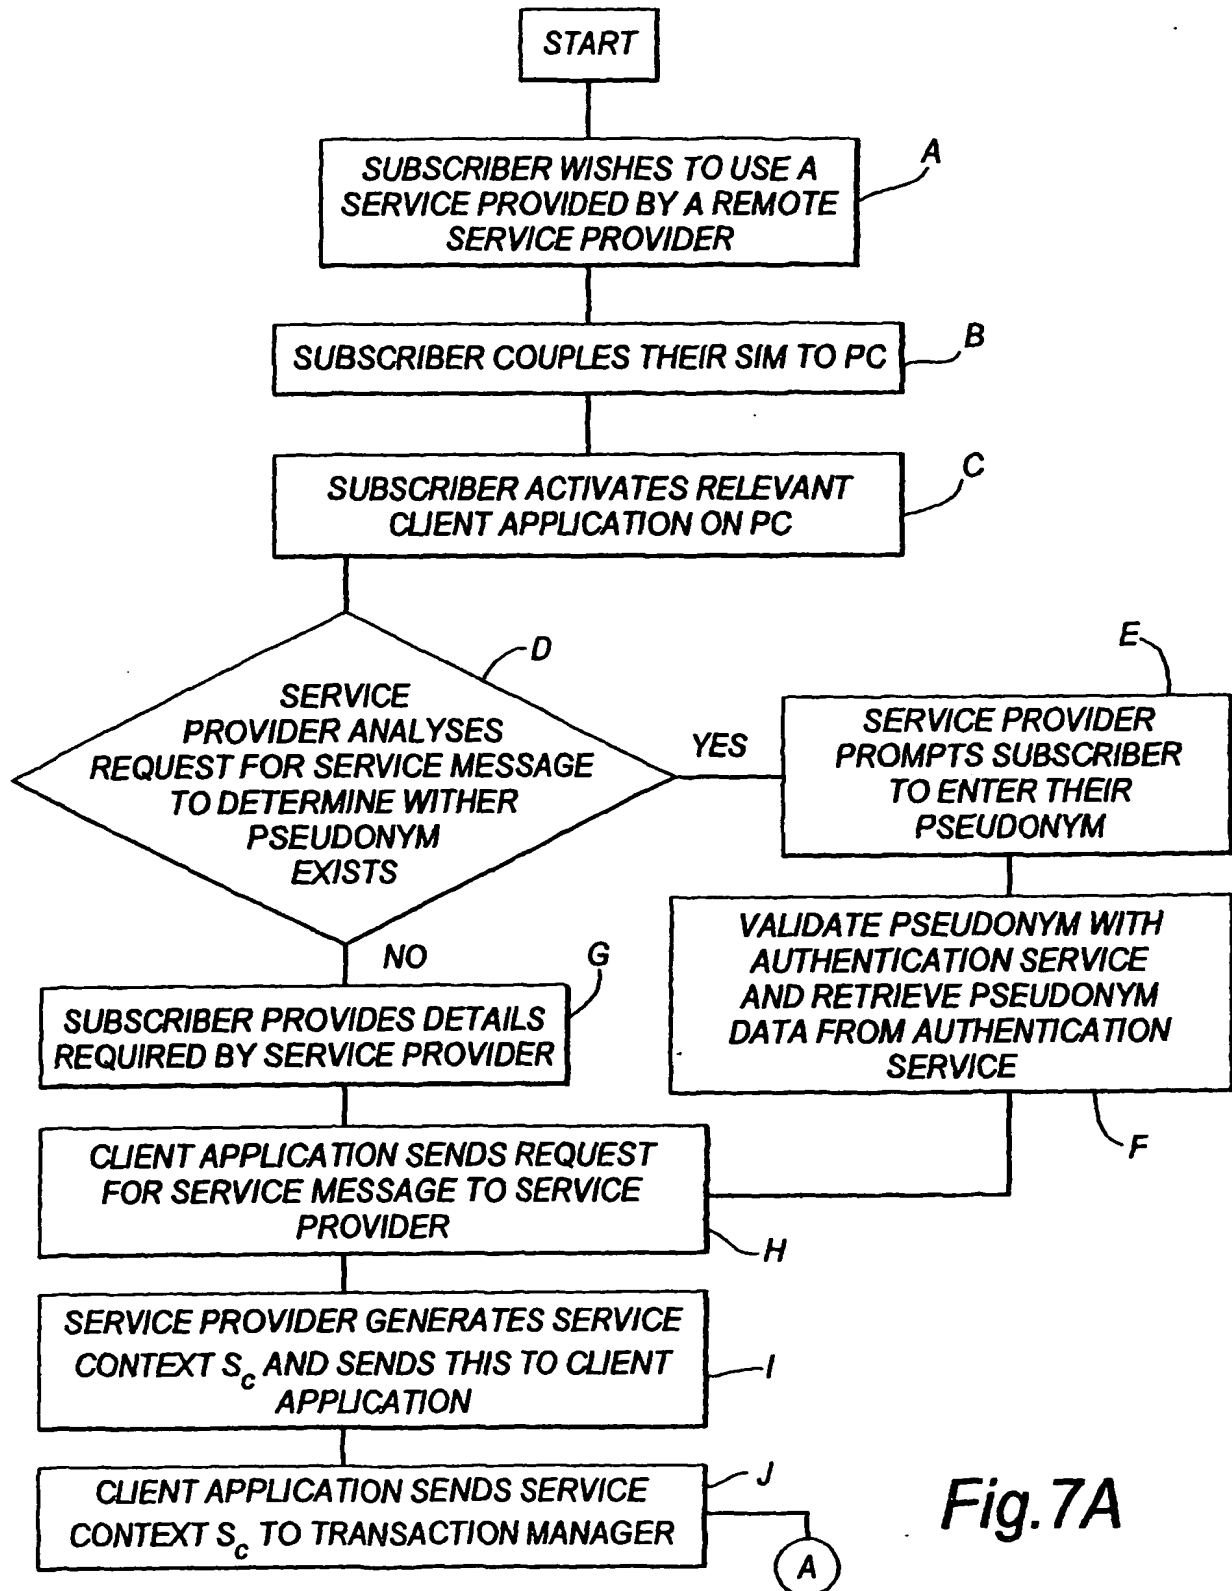 START
A
SUBSCRIBER WISHES TO USE A
SERVICE PROVIDED BY A REMOTE
SERVICE PROVIDER
B
SUBSCRIBER COUPLES THEIR SIM TO PC
C
SUBSCRIBER ACTIVATES RELEVANT
CLIENT APPLICATION ON PC
D
SERVICE
PROVIDER ANALYSES
REQUEST FOR SERVICE MESSAGE
TO DETERMINE WITHER
PSEUDONYM
EXISTS
YES
E
SERVICE PROVIDER
PROMPTS SUBSCRIBER
TO ENTER THEIR
PSEUDONYM
VALIDATE PSEUDONYM WITH
AUTHENTICATION SERVICE
AND RETRIEVE PSEUDONYM
DATA FROM AUTHENTICATION
SERVICE
F
NO
G
SUBSCRIBER PROVIDES DETAILS
REQUIRED BY SERVICE PROVIDER
CLIENT APPLICATION SENDS REQUEST
FOR SERVICE MESSAGE TO SERVICE
PROVIDER
H
SERVICE PROVIDER GENERATES SERVICE
CONTEXT Sc AND SENDS THIS TO CLIENT
APPLICATION
I
CLIENT APPLICATION SENDS SERVICE
CONTEXT Sc TO TRANSACTION MANAGER
J
A
Fig.7A